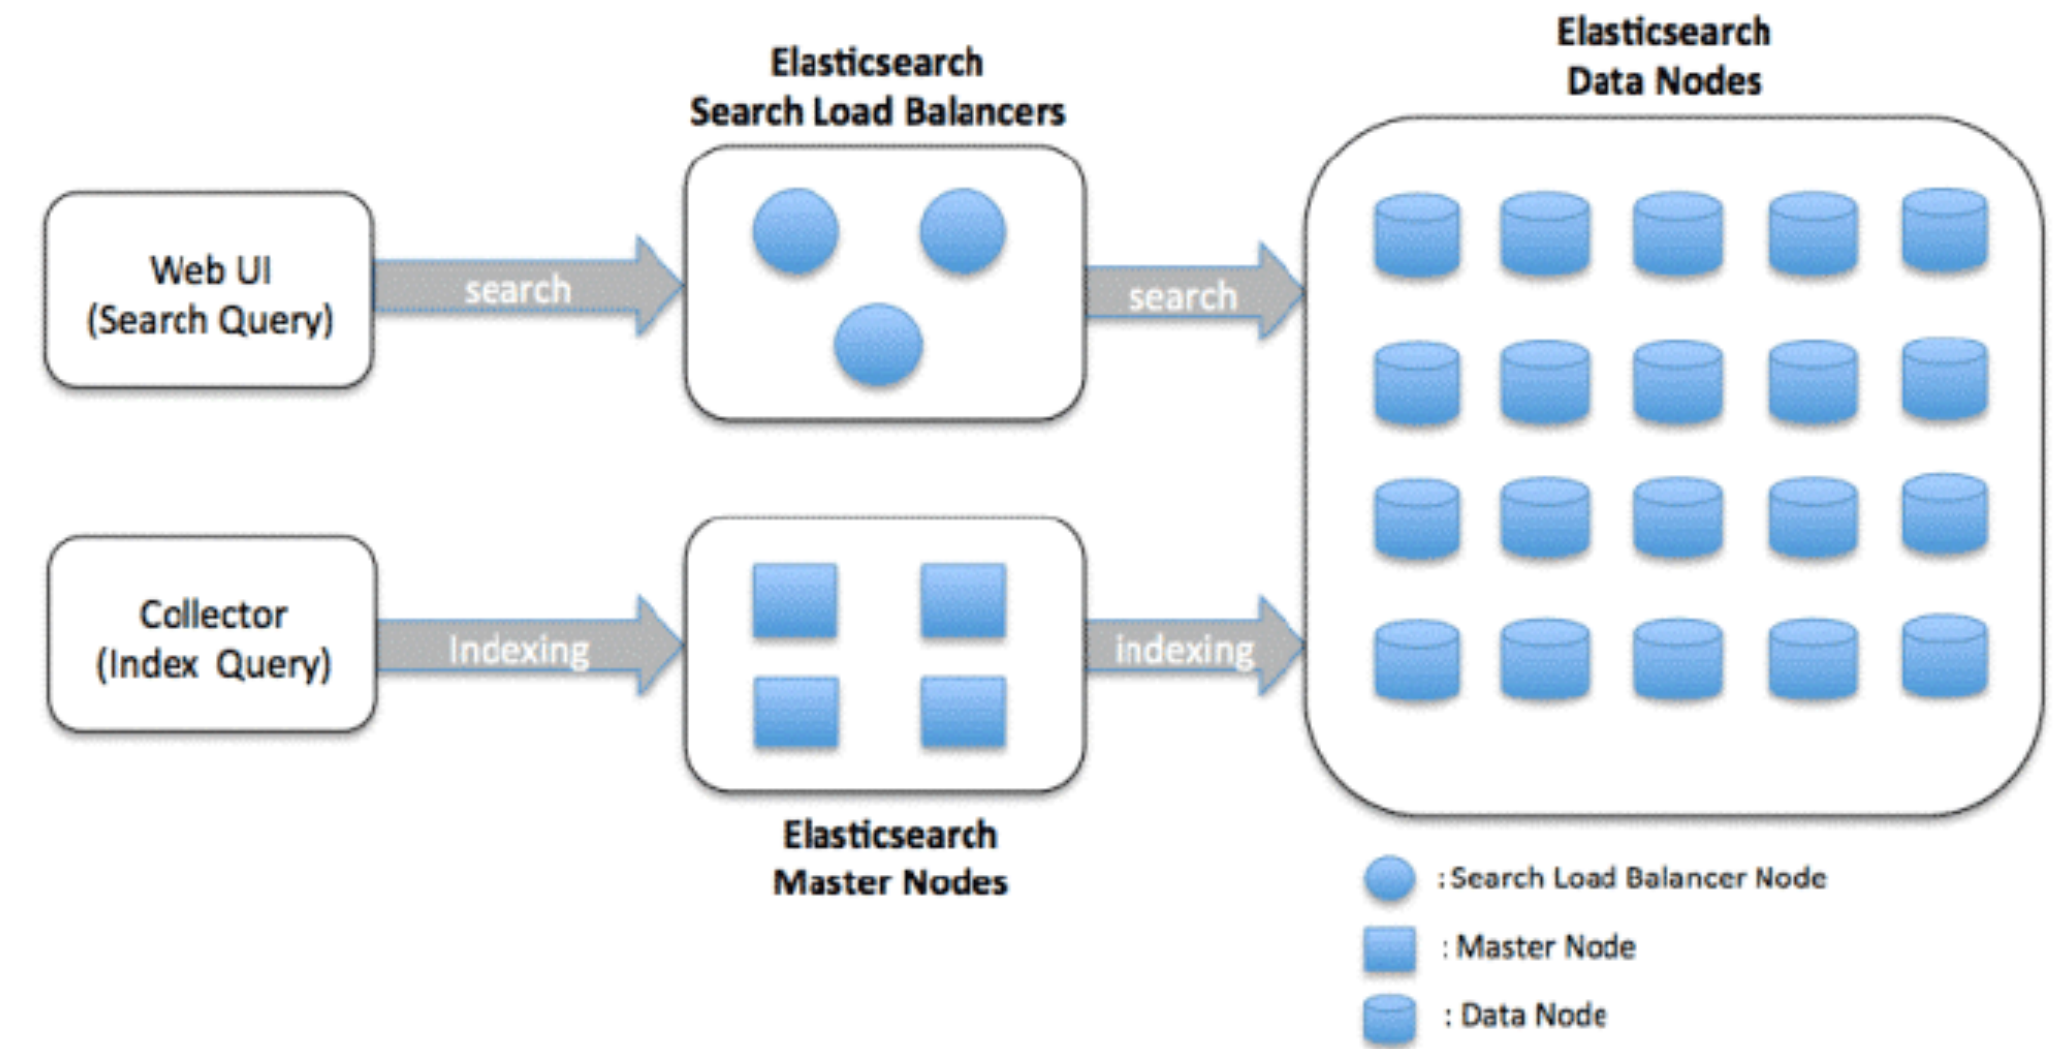 Elasticsearch
Search Load Balancers
Elasticsearch
Data Nodes
Web UI
(Search Query)
search
search
Collector
(Index Query)
Indexing
indexing
Elasticsearch
Master Nodes
: Search Load Balancer Node
: Master Node
: Data Node